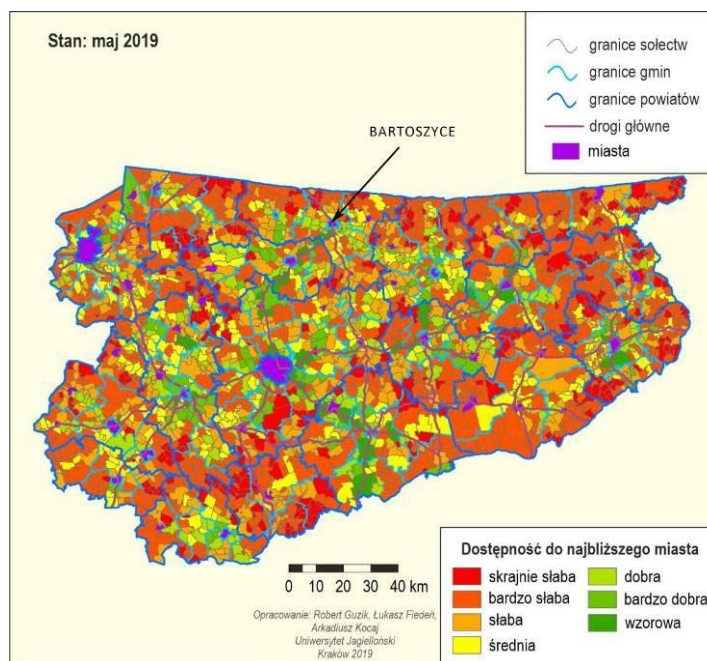 Stan: maj 2019
granice sołectw
granice gmin
granice powiatów
drogi główne
miasta
BARTOSZYCE
0 10 20 30 40 km
Opracowanie: Robert Guzik, Łukasz Fiedeń,
Arkadiusz Kocaj
Uniwersytet Jagielloński
Kraków 2019
Dostępność do najbliższego miasta
skrajnie słaba
bardzo słaba
słaba
średnia
dobra
bardzo dobra
wzorowa